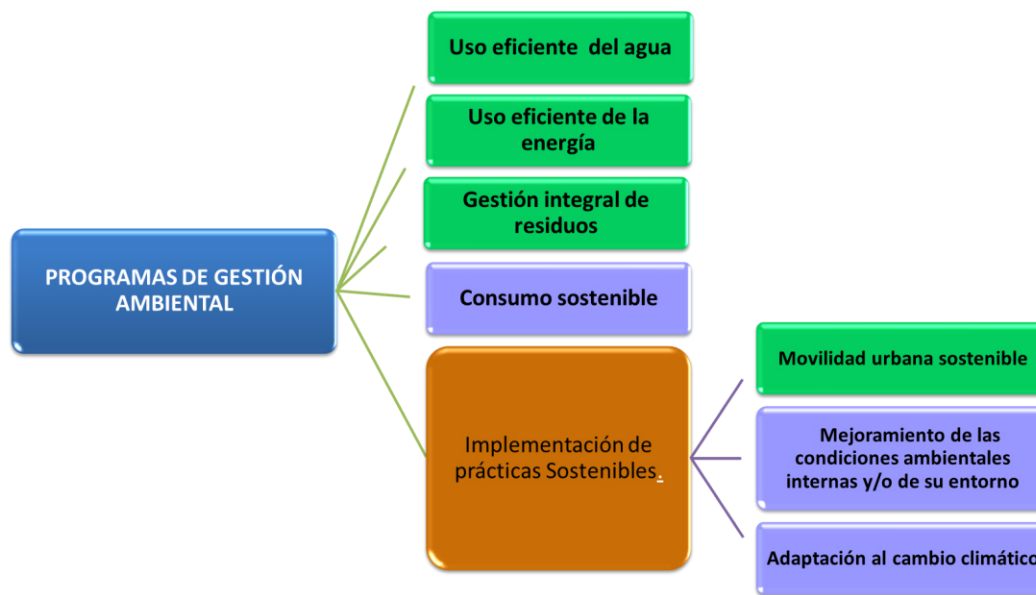 Uso eficiente del agua
Uso eficiente de la
energía
Gestión integral de
residuos
PROGRAMAS DE GESTIÓN
AMBIENTAL
Consumo sostenible
Implementación de
prácticas Sostenibles.
Movilidad urbana sostenible
Mejoramiento de las
condiciones ambientales
internas y/o de su entorno
Adaptación al cambio climático